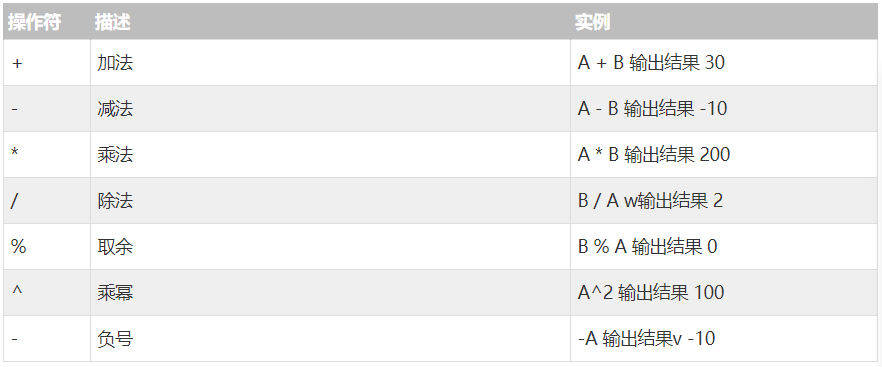 操作符 描述 实例
+ 加法 A + B 输出结果 30
- 减法 A - B 输出结果 -10
* 乘法 A * B 输出结果 200
/ 除法 B / A w输出结果 2
% 取余 B % A 输出结果 0
^ 乘幂 A^2 输出结果 100
- 负号 -A 输出结果v -10